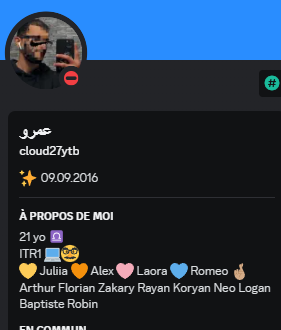 عمرو
cloud27ytb
✨ 09.09.2016
À PROPOS DE MOI
21 yo ♎
ITR1 💻🤓
💛 Juliia 🧡 Alex 🩷 Laora 🩵 Romeo 🤞🏼
Arthur Florian Zakary Rayan Koryan Neo Logan
Baptiste Robin
EN COMMUN